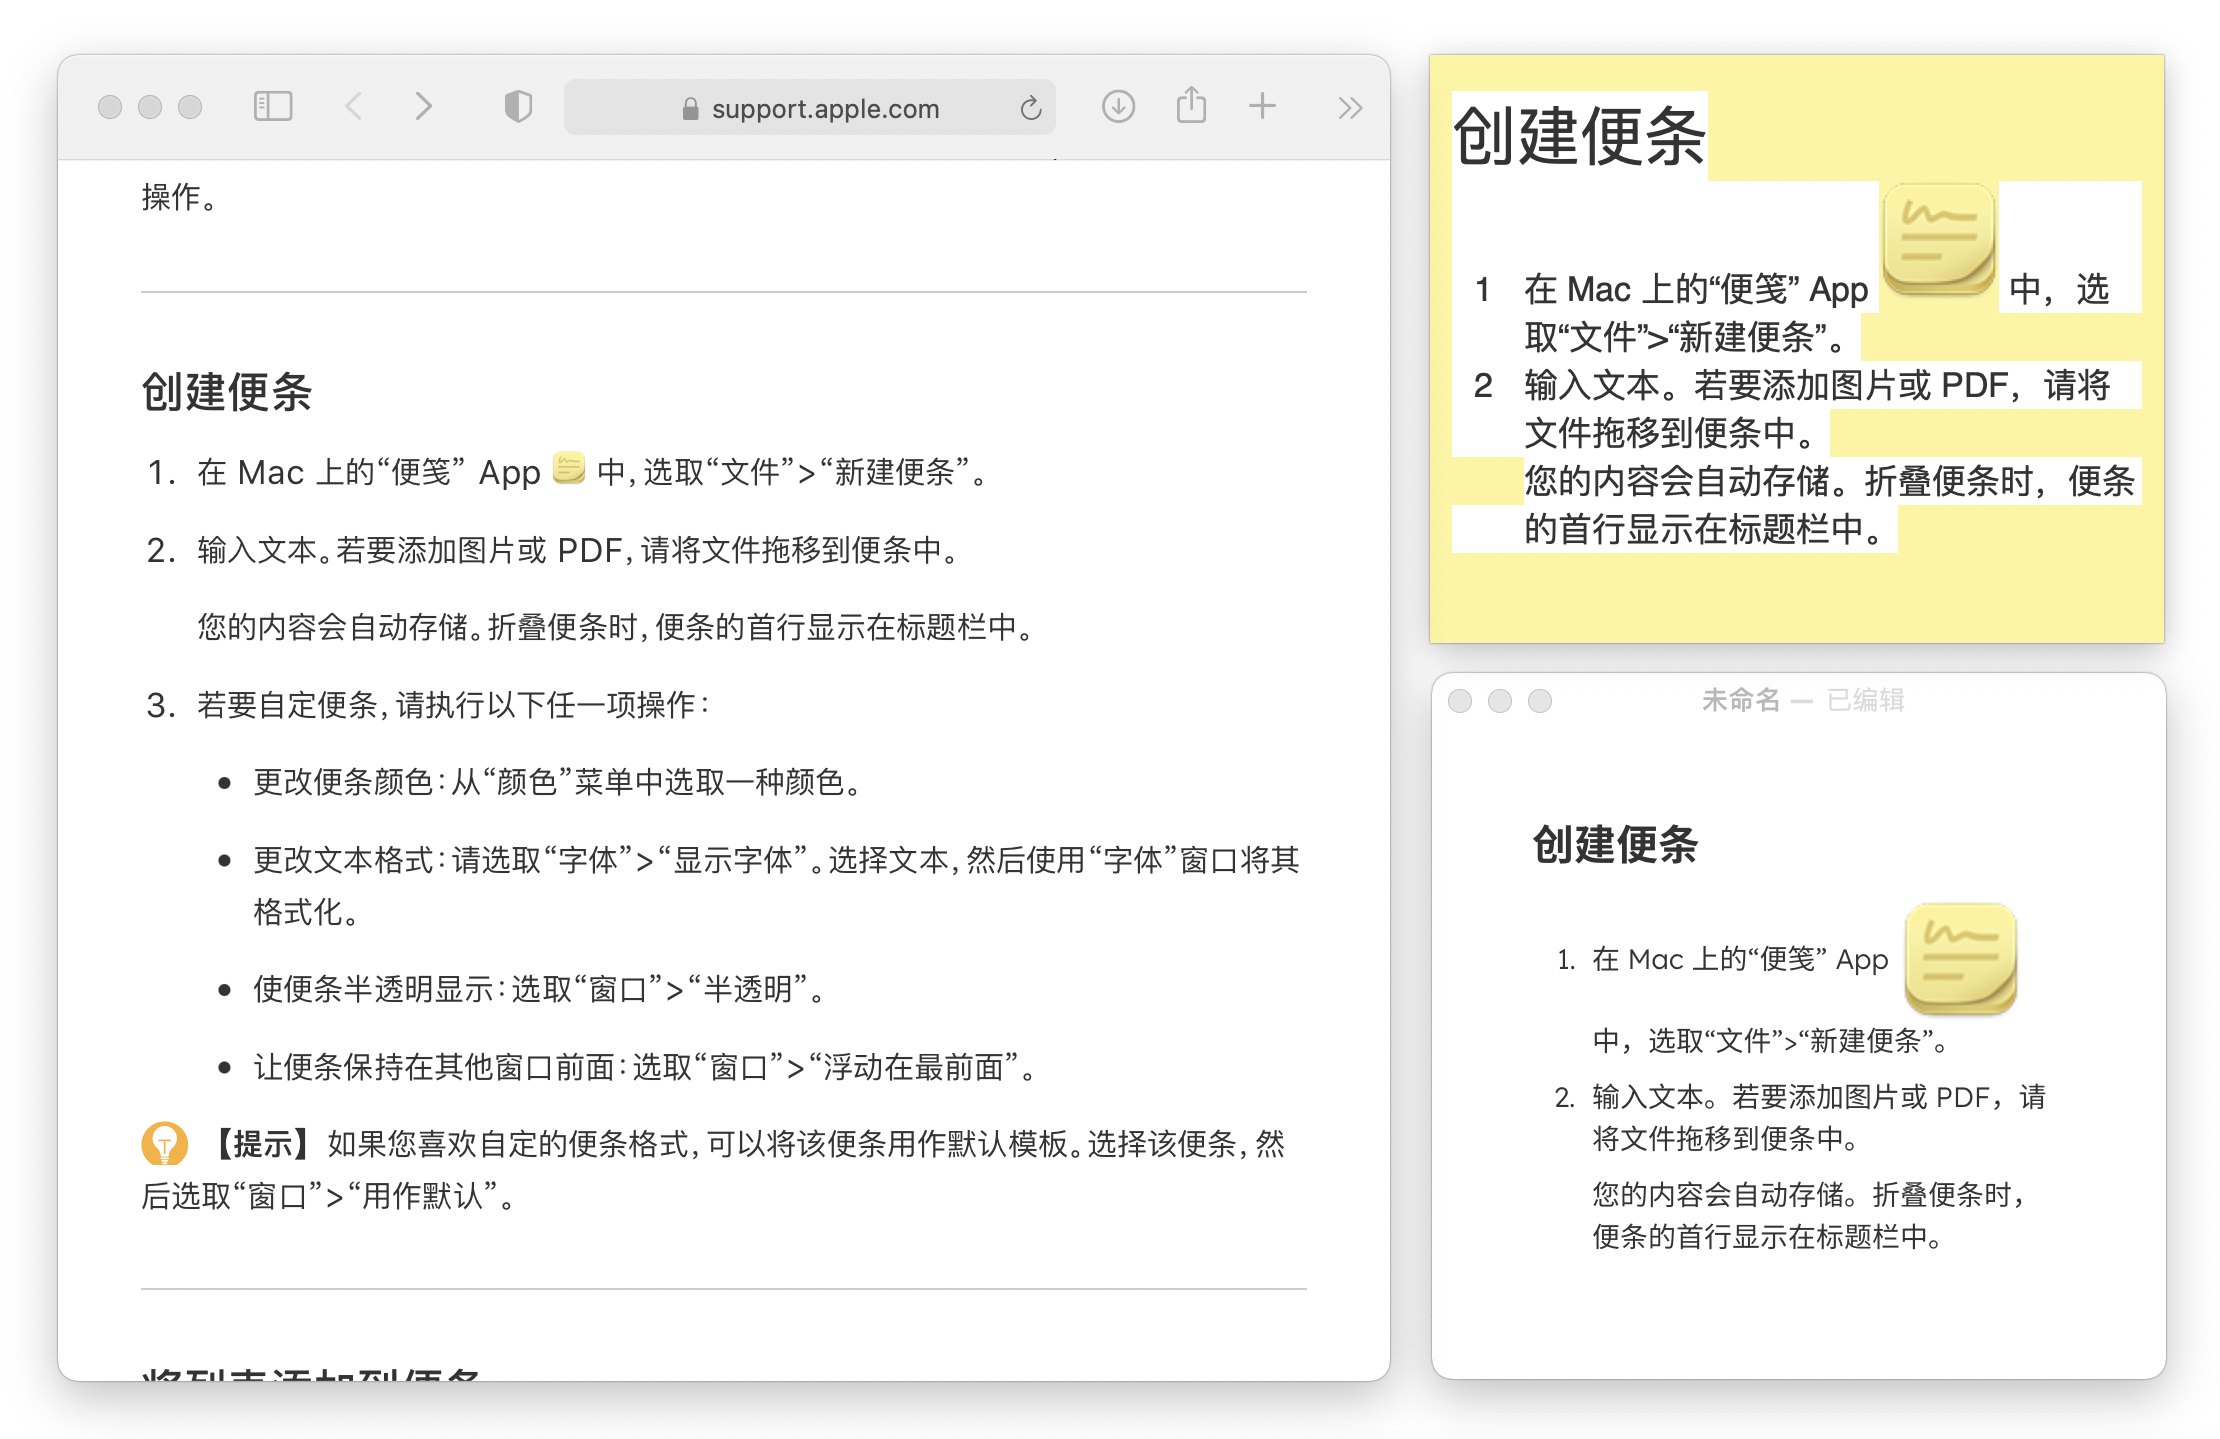 support.apple.com
操作。
创建便条
1. 在 Mac 上的“便笺” App 中，选取“文件”>“新建便条”。
2. 输入文本。若要添加图片或 PDF，请将文件拖移到便条中。
您的内容会自动存储。折叠便条时，便条的首行显示在标题栏中。
3. 若要自定便条，请执行以下任一项操作：
• 更改便条颜色：从“颜色”菜单中选取一种颜色。
• 更改文本格式：请选取“字体”>“显示字体”。选择文本，然后使用“字体”窗口将其
格式化。
• 使便条半透明显示：选取“窗口”>“半透明”。
• 让便条保持在其他窗口前面：选取“窗口”>“浮动在最前面”。
【提示】如果您喜欢自定的便条格式，可以将该便条用作默认模板。选择该便条，然
后选取“窗口”>“用作默认”。
将列表添加到便条
创建便条
1 在 Mac 上的“便笺” App 中，选
取“文件”>“新建便条”。
2 输入文本。若要添加图片或 PDF，请将
文件拖移到便条中。
您的内容会自动存储。折叠便条时，便条
的首行显示在标题栏中。
未命名 — 已编辑
创建便条
1. 在 Mac 上的“便笺” App
中，选取“文件”>“新建便条”。
2. 输入文本。若要添加图片或 PDF，请
将文件拖移到便条中。
您的内容会自动存储。折叠便条时，
便条的首行显示在标题栏中。